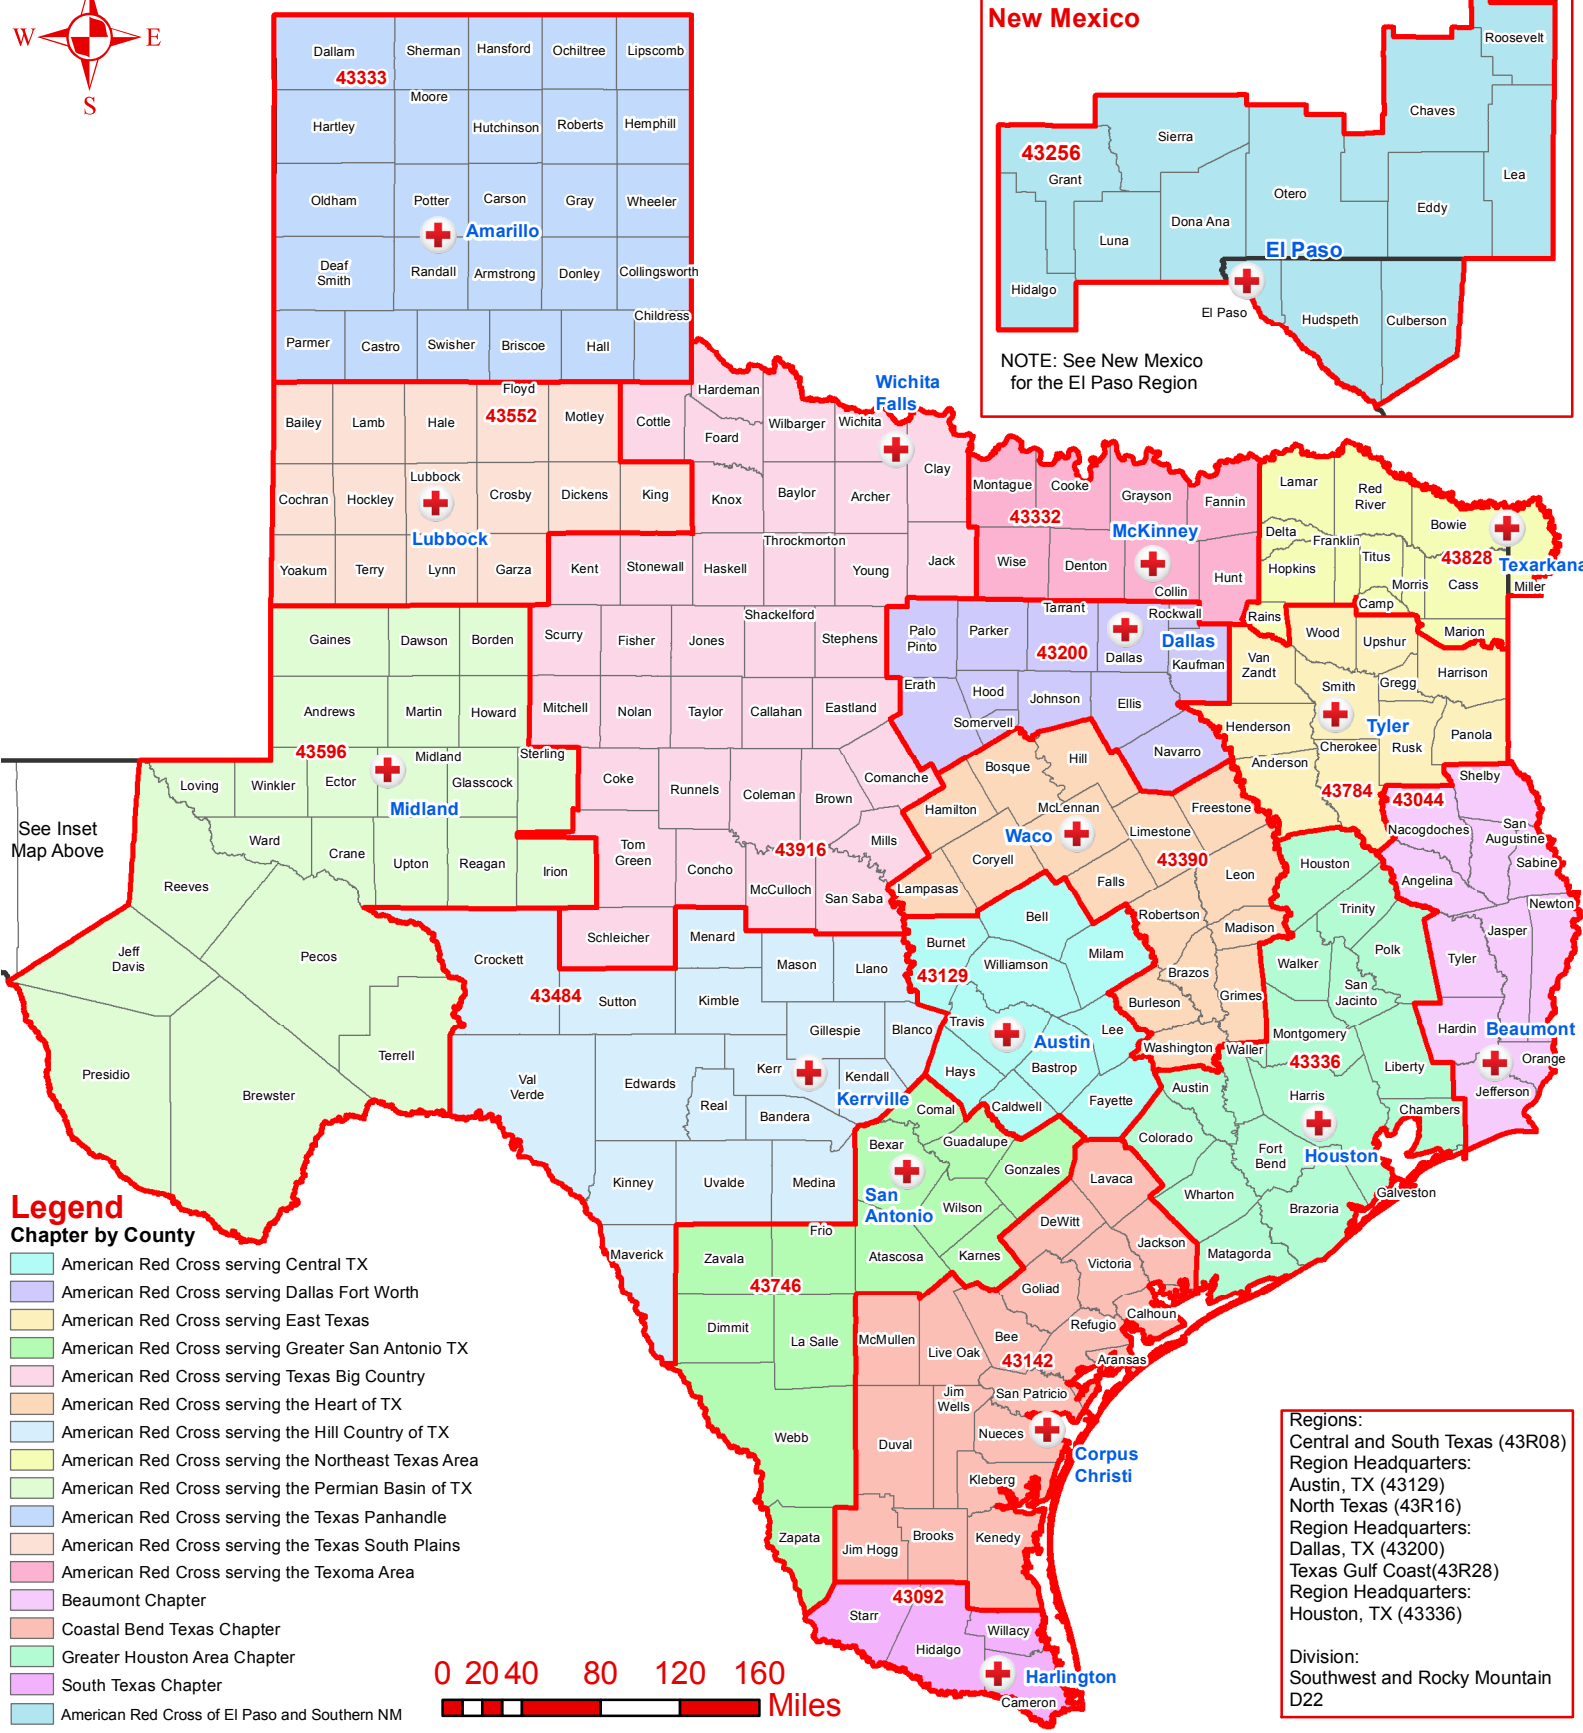 W
E
S
New Mexico
Roosevelt
Chaves
Sierra
43256
Grant
Lea
Otero
Eddy
Dona Ana
Luna
El Paso
Hidalgo
El Paso
Hudspeth
Culberson
NOTE: See New Mexico
for the El Paso Region
Dallam
Sherman
Hansford
Ochiltree
Lipscomb
43333
Moore
Hartley
Hutchinson
Roberts
Hemphill
Oldham
Potter
Carson
Gray
Wheeler
Amarillo
Deaf
Smith
Randall
Armstrong
Donley
Collingsworth
Childress
Parmer
Castro
Swisher
Briscoe
Hall
Floyd
43552
Bailey
Lamb
Hale
Motley
Cottle
Hardeman
Foard
Wilbarger
Wichita
Wichita
Falls
Clay
Lubbock
Cochran
Hockley
Crosby
Dickens
King
Knox
Baylor
Archer
Lubbock
Throckmorton
Yoakum
Terry
Lynn
Garza
Kent
Stonewall
Haskell
Young
Jack
Montague
Cooke
Grayson
Fannin
43332
McKinney
Wise
Denton
Collin
Hunt
Lamar
Red
River
Bowie
Delta
Franklin
Titus
43828
Texarkana
Hopkins
Morris
Cass
Miller
Camp
Rains
Marion
Gaines
Dawson
Borden
Scurry
Fisher
Jones
Shackelford
Stephens
Palo
Pinto
Parker
Tarrant
Rockwall
43200
Dallas
Dallas
Kaufman
Van
Zandt
Wood
Upshur
Harrison
Smith
Gregg
Erath
Hood
Johnson
Ellis
Somervell
Navarro
Henderson
Tyler
Cherokee
Rusk
Panola
Anderson
43784
Andrews
Martin
Howard
Mitchell
Nolan
Taylor
Callahan
Eastland
43596
Midland
Sterling
Loving
Winkler
Ector
Glasscock
Midland
Coke
Runnels
Coleman
Brown
Comanche
Bosque
Hill
Hamilton
McLennan
Freestone
Waco
Limestone
43390
Coryell
Falls
Leon
Lampasas
Robertson
Madison
43044
Shelby
Nacogdoches
San
Augustine
Sabine
Houston
Angelina
Newton
Trinity
See Inset
Map Above
Ward
Crane
Upton
Reagan
Irion
Tom
Green
Concho
43916
Mills
McCulloch
San Saba
Reeves
Jeff
Davis
Pecos
Crockett
Schleicher
Menard
Mason
Llano
Burnet
Bell
43129
Williamson
Milam
Walker
Polk
Tyler
Jasper
43484
Sutton
Kimble
Brazos
Grimes
San
Jacinto
Burleson
Gillespie
Blanco
Travis
Austin
Lee
Washington
Waller
Montgomery
43336
Hardin
Beaumont
Orange
Liberty
Jefferson
Presidio
Terrell
Brewster
Val
Verde
Edwards
Kerr
Kendall
Real
Kerrville
Bandera
Hays
Bastrop
Caldwell
Fayette
Austin
Harris
Chambers
Comal
Bexar
Guadalupe
Gonzales
Colorado
Fort
Bend
Houston
Galveston
Kinney
Uvalde
Medina
San
Antonio
Wilson
Lavaca
DeWitt
Wharton
Brazoria
Maverick
Zavala
Frio
Atascosa
Karnes
Jackson
Matagorda
Victoria
43746
Goliad
Calhoun
Dimmit
La Salle
McMullen
Live Oak
Bee
Refugio
43142
Aransas
San Patricio
Jim
Wells
Webb
Duval
Nueces
Corpus
Christi
Kleberg
Zapata
Jim Hogg
Brooks
Kenedy
43092
Starr
Hidalgo
Willacy
Harlington
Cameron
Legend
Chapter by County
American Red Cross serving Central TX
American Red Cross serving Dallas Fort Worth
American Red Cross serving East Texas
American Red Cross serving Greater San Antonio TX
American Red Cross serving Texas Big Country
American Red Cross serving the Heart of TX
American Red Cross serving the Hill Country of TX
American Red Cross serving the Northeast Texas Area
American Red Cross serving the Permian Basin of TX
American Red Cross serving the Texas Panhandle
American Red Cross serving the Texas South Plains
American Red Cross serving the Texoma Area
Beaumont Chapter
Coastal Bend Texas Chapter
Greater Houston Area Chapter
South Texas Chapter
American Red Cross of El Paso and Southern NM
0 20 40 80 120 160
Miles
Regions:
Central and South Texas (43R08)
Region Headquarters:
Austin, TX (43129)
North Texas (43R16)
Region Headquarters:
Dallas, TX (43200)
Texas Gulf Coast(43R28)
Region Headquarters:
Houston, TX (43336)
Division:
Southwest and Rocky Mountain
D22